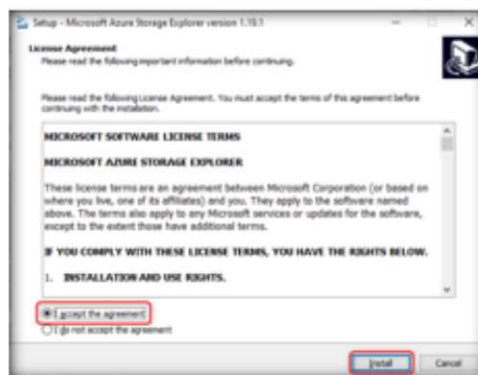 Setup - Microsoft Azure Storage Explorer version 1.19.1
License Agreement
Please read the following important information before continuing.
Please read the following License Agreement. You must accept the terms of this agreement before
continuing with the installation.
MICROSOFT SOFTWARE LICENSE TERMS
MICROSOFT AZURE STORAGE EXPLORER
These license terms are an agreement between Microsoft Corporation (or based on
where you live, one of its affiliates) and you. They apply to the software named
above. The terms also apply to any Microsoft services or updates for the software,
except to the extent those have additional terms.
IF YOU COMPLY WITH THESE LICENSE TERMS, YOU HAVE THE RIGHTS BELOW.
1. INSTALLATION AND USE RIGHTS.
I accept the agreement
I do not accept the agreement
Install Cancel